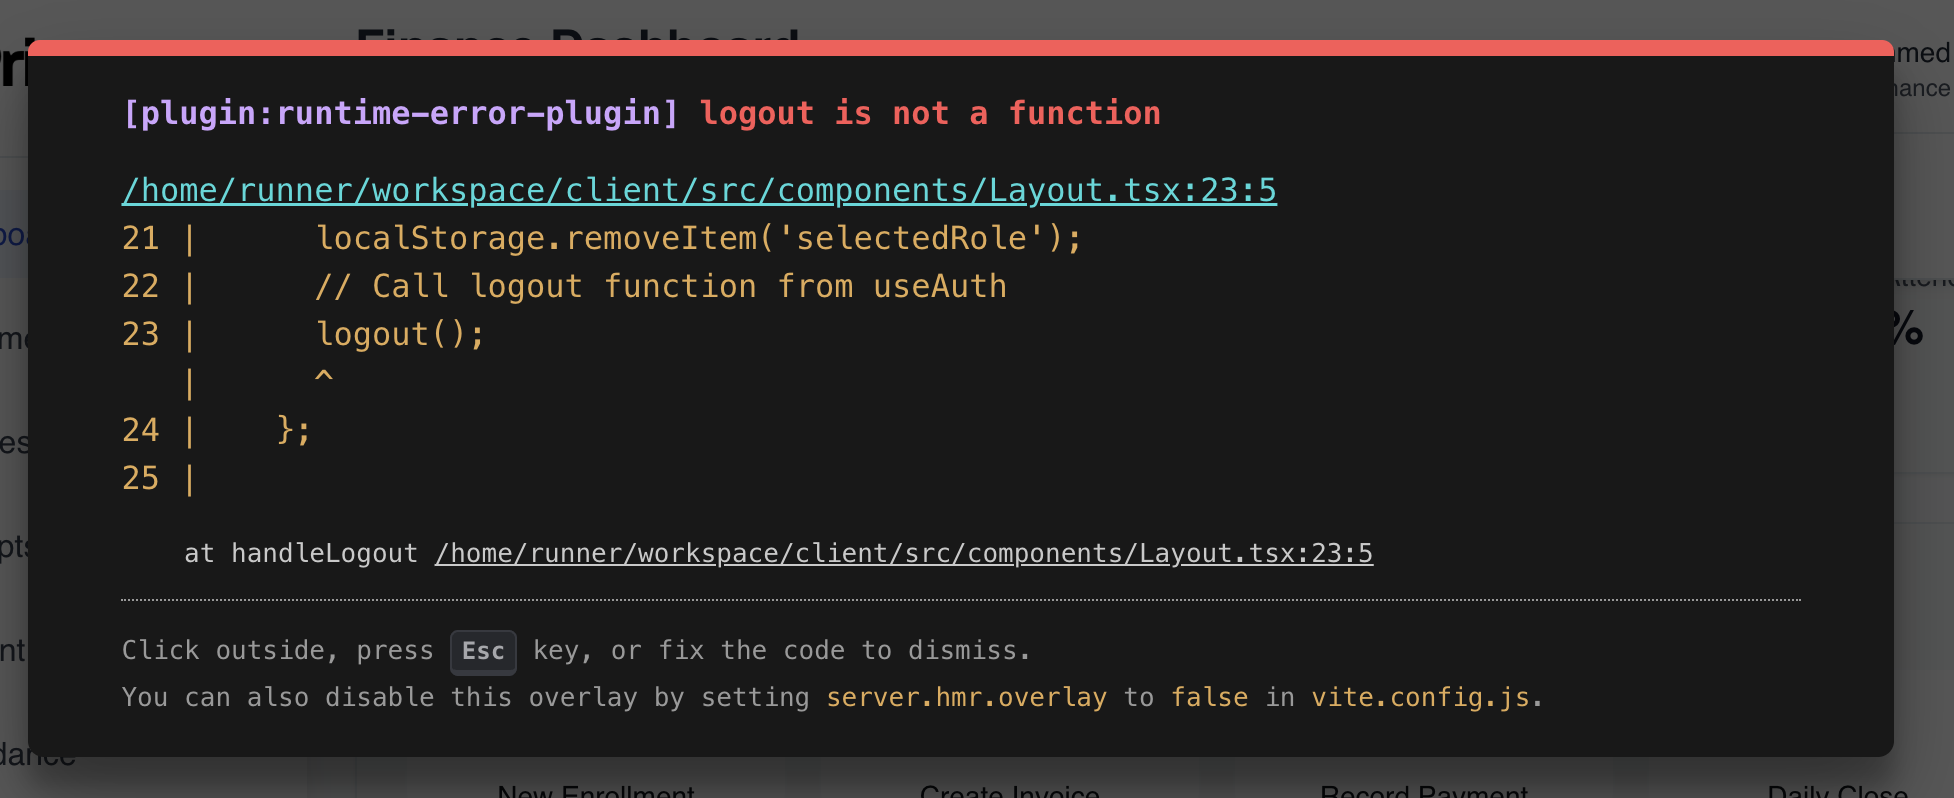 Finance Dashboard
[plugin:runtime-error-plugin] logout is not a function
/home/runner/workspace/client/src/components/Layout.tsx:23:5
21 |      localStorage.removeItem('selectedRole');
22 |      // Call logout function from useAuth
23 |      logout();
   |      ^
24 |    };
25 |
%
at handleLogout /home/runner/workspace/client/src/components/Layout.tsx:23:5
Click outside, press Esc key, or fix the code to dismiss.
You can also disable this overlay by setting server.hmr.overlay to false in vite.config.js.
New Enrollment Create Invoice Record Payment Daily Close